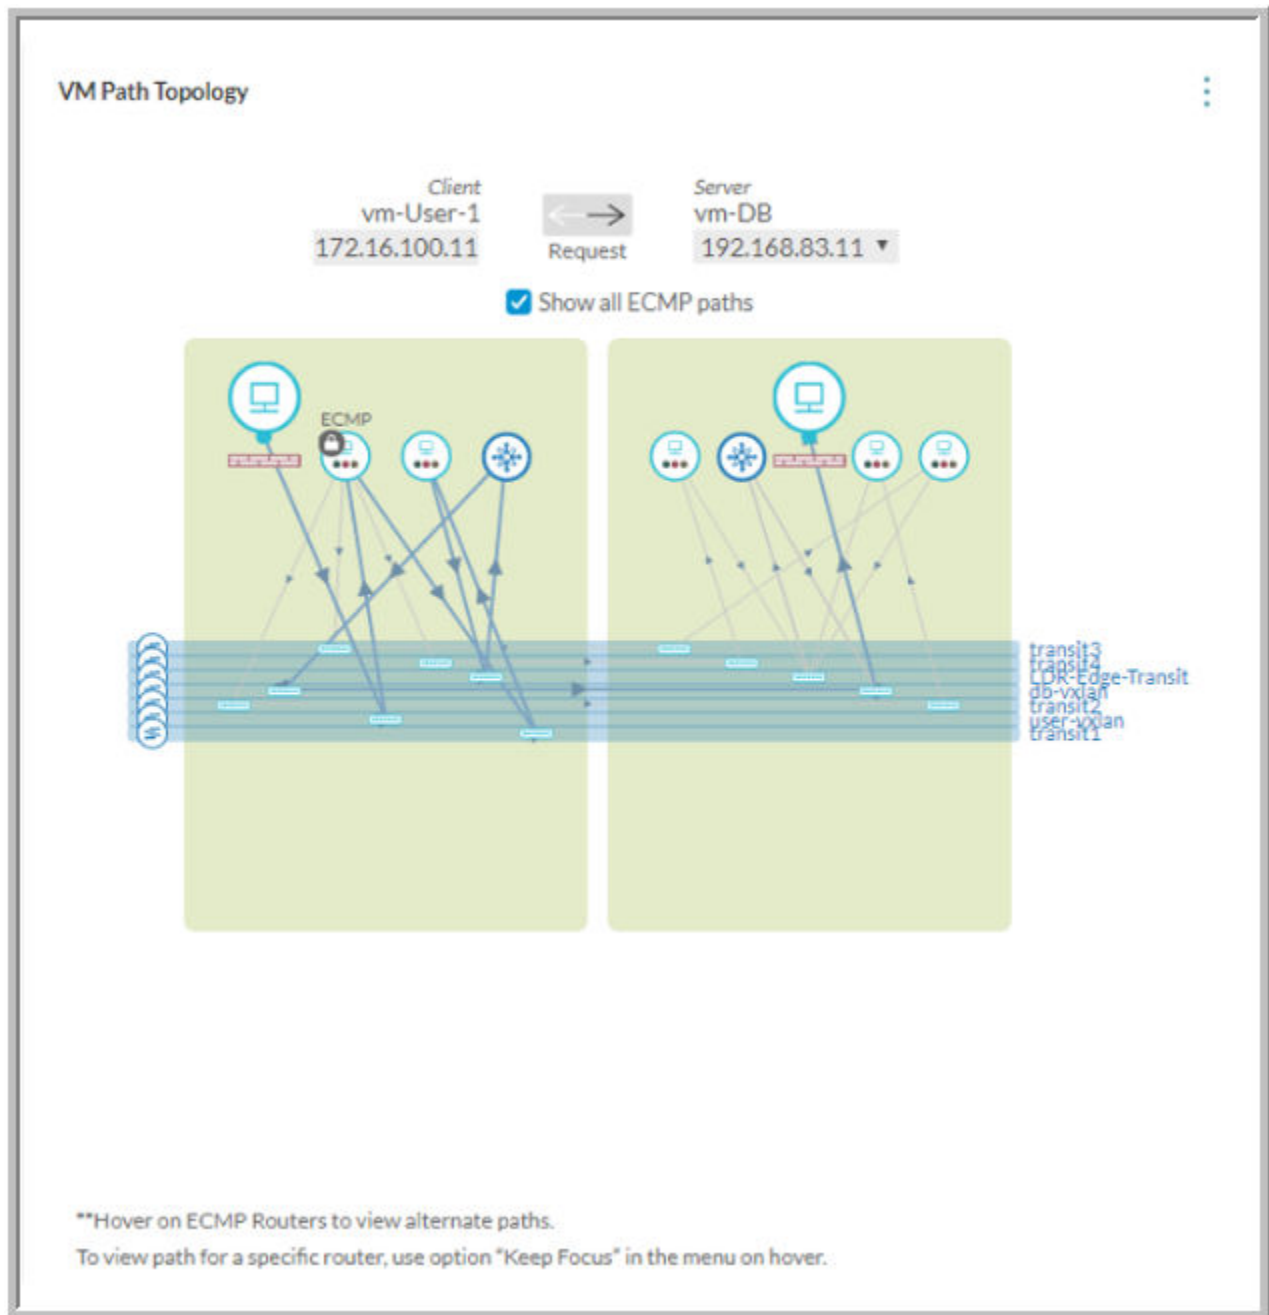 VM Path Topology
Client
Server
vm-User-1
vm-DB
172.16.100.11
192.168.83.11
Request
Show all ECMP paths
ECMP
transit3
transit4
LDR-Edge-Transit
db-vxlan
transit2
user-vxlan
transit1
**Hover on ECMP Routers to view alternate paths.
To view path for a specific router, use option “Keep Focus” in the menu on hover.